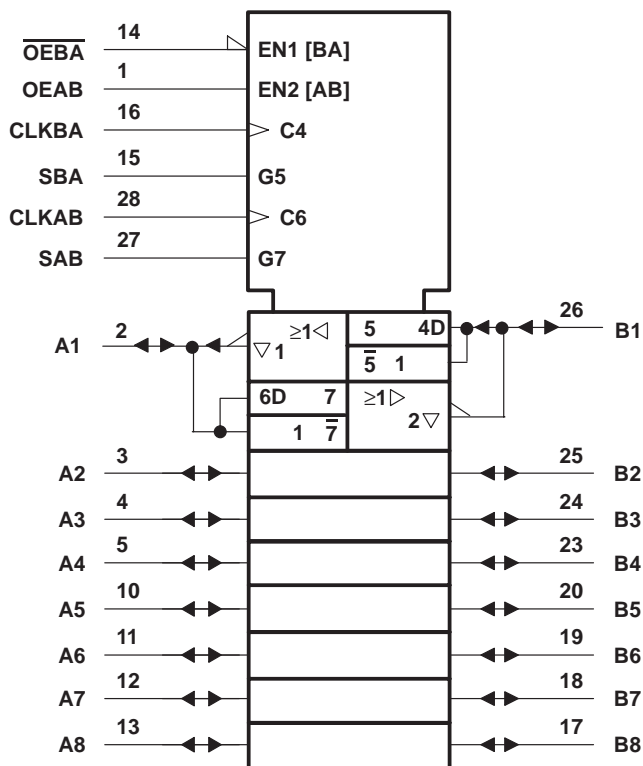 OEBA 14 EN1 [BA]
OEAB 1 EN2 [AB]
CLKBA 16 C4
SBA 15 G5
CLKAB 28 C6
SAB 27 G7
A1 2 ≥1◁ 5 4D 26 B1
▽1 5̅ 1
6D 7 ≥1▷
1 7̅ 2▽
A2 3 25 B2
A3 4 24 B3
A4 5 23 B4
A5 10 20 B5
A6 11 19 B6
A7 12 18 B7
A8 13 17 B8